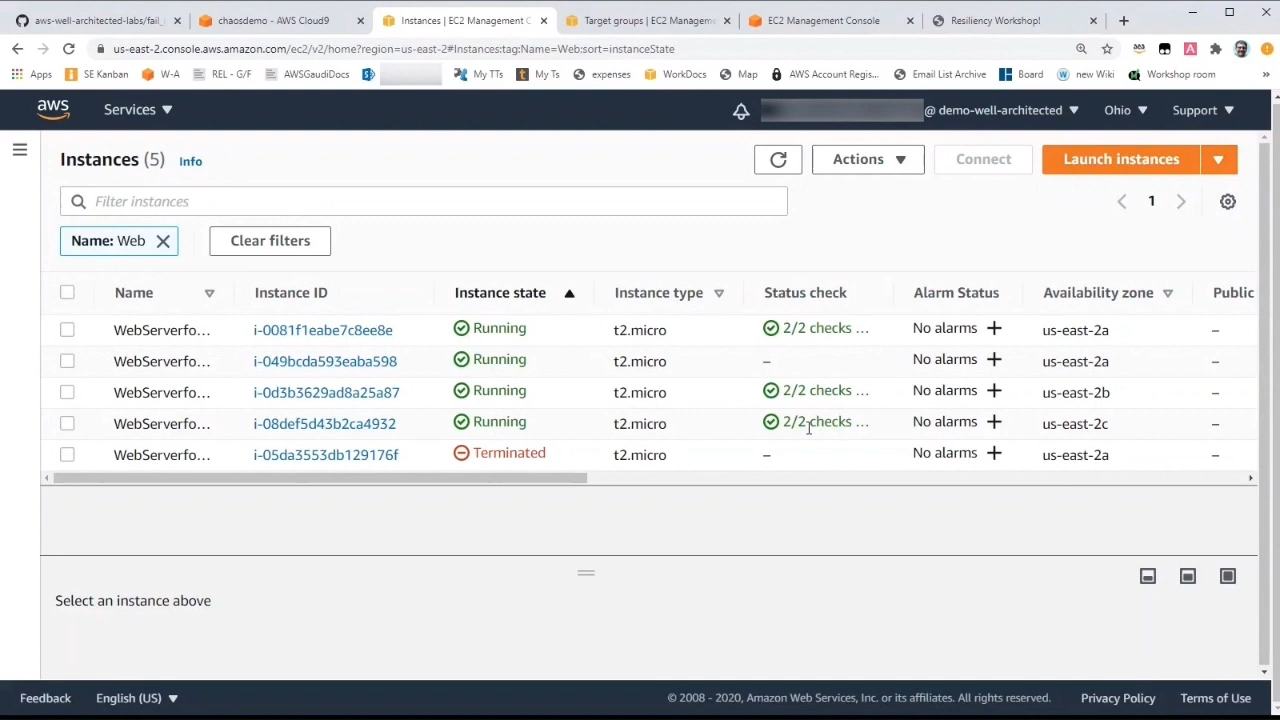 aws-well-architected-labs/fail_i
chaosdemo - AWS Cloud9
Instances | EC2 Management C
Target groups | EC2 Manageme
EC2 Management Console
Resiliency Workshop!
us-east-2.console.aws.amazon.com/ec2/v2/home?region=us-east-2#Instances:tag:Name=Web;sort=instanceState
Apps SE Kanban W-A REL - G/F AWSGaudiDocs My TTs My Ts expenses WorkDocs Map AWS Account Regis... Email List Archive Board new Wiki Workshop room »
aws Services @ demo-well-architected Ohio Support
Instances (5) Info Actions Connect Launch instances
Filter instances 1
Name: Web Clear filters
Name Instance ID Instance state Instance type Status check Alarm Status Availability zone Public
WebServerfo... i-0081f1eabe7c8ee8e Running t2.micro 2/2 checks ... No alarms + us-east-2a –
WebServerfo... i-049bcda593eaba598 Running t2.micro – No alarms + us-east-2a –
WebServerfo... i-0d3b3629ad8a25a87 Running t2.micro 2/2 checks ... No alarms + us-east-2b –
WebServerfo... i-08def5d43b2ca4932 Running t2.micro 2/2 checks ... No alarms + us-east-2c –
WebServerfo... i-05da3553db129176f Terminated t2.micro – No alarms + us-east-2a –
Select an instance above
Feedback English (US) © 2008 - 2020, Amazon Web Services, Inc. or its affiliates. All rights reserved. Privacy Policy Terms of Use